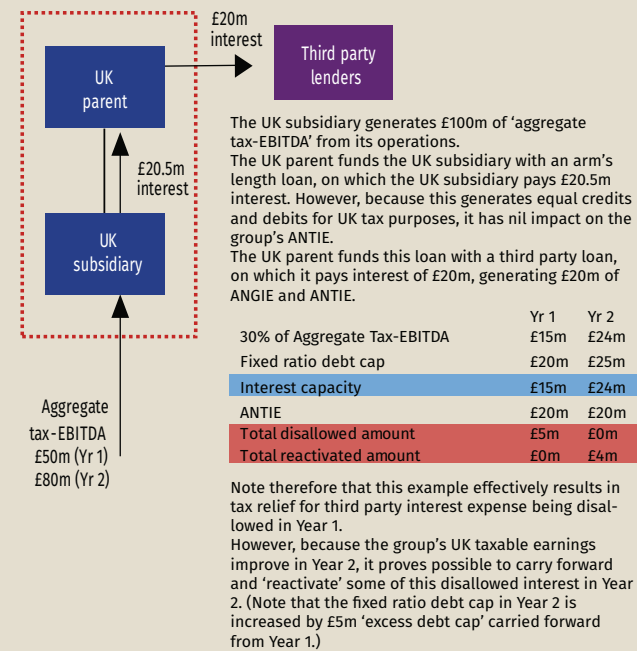 £20m
interest
UK
parent
Third party
lenders
£20.5m
interest
UK
subsidiary
Aggregate
tax-EBITDA
£50m (Yr 1)
£80m (Yr 2)
The UK subsidiary generates £100m of ‘aggregate
tax-EBITDA’ from its operations.
The UK parent funds the UK subsidiary with an arm’s
length loan, on which the UK subsidiary pays £20.5m
interest. However, because this generates equal credits
and debits for UK tax purposes, it has nil impact on the
group’s ANTIE.
The UK parent funds this loan with a third party loan,
on which it pays interest of £20m, generating £20m of
ANGIE and ANTIE.
Yr 1 Yr 2
30% of Aggregate Tax-EBITDA £15m £24m
Fixed ratio debt cap £20m £25m
Interest capacity £15m £24m
ANTIE £20m £20m
Total disallowed amount £5m £0m
Total reactivated amount £0m £4m
Note therefore that this example effectively results in
tax relief for third party interest expense being disal-
lowed in Year 1.
However, because the group’s UK taxable earnings
improve in Year 2, it proves possible to carry forward
and ‘reactivate’ some of this disallowed interest in Year
2. (Note that the fixed ratio debt cap in Year 2 is
increased by £5m ‘excess debt cap’ carried forward
from Year 1.)